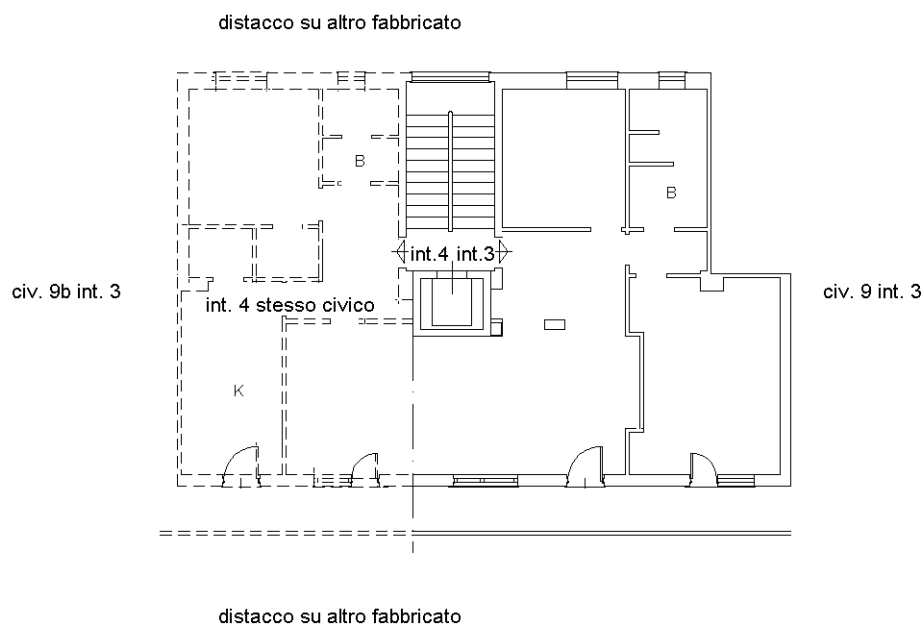 distacco su altro fabbricato
B
B
int.4 int.3
civ. 9b int. 3
int. 4 stesso civico
civ. 9 int. 3
K
distacco su altro fabbricato